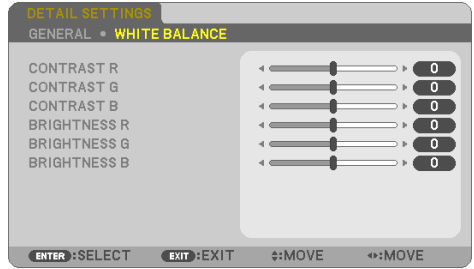 DETAIL SETTINGS
GENERAL • WHITE BALANCE
CONTRAST R 0
CONTRAST G 0
CONTRAST B 0
BRIGHTNESS R 0
BRIGHTNESS G 0
BRIGHTNESS B 0
ENTER:SELECT EXIT:EXIT ♦:MOVE ◂▸:MOVE